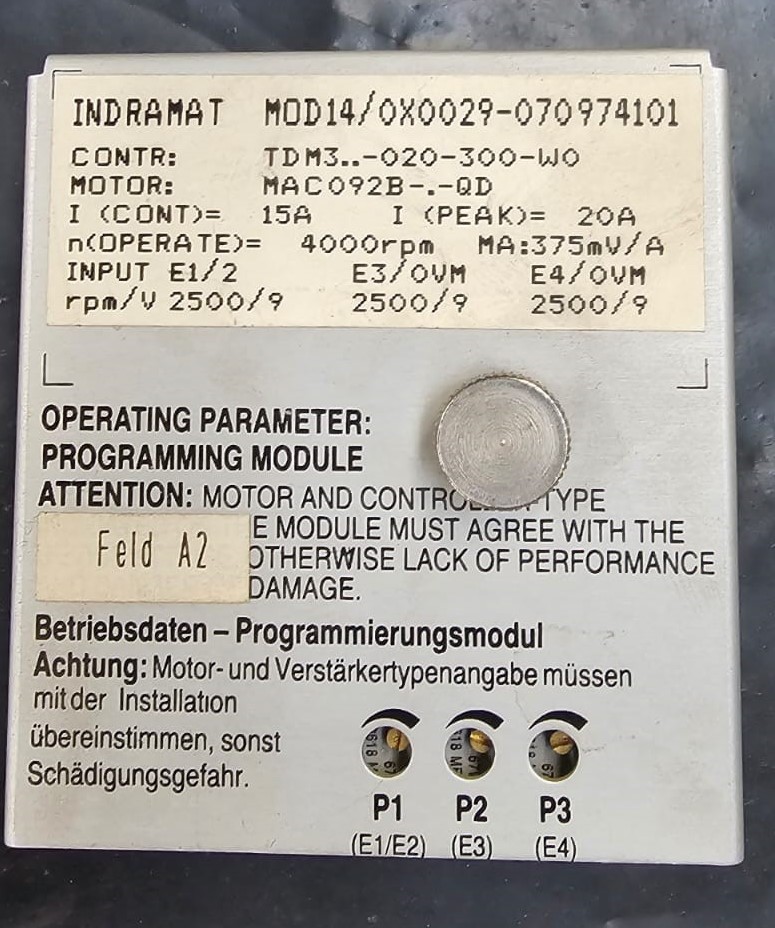 INDRAMAT MOD14/0X0029-070974101
CONTR: TDM3..-020-300-W0
MOTOR: MAC092B-.-QD
I (CONT)= 15A I (PEAK)= 20A
n(OPERATE)= 4000rpm MA:375mV/A
INPUT E1/2 E3/0VM E4/0VM
rpm/V 2500/9 2500/9 2500/9
OPERATING PARAMETER:
PROGRAMMING MODULE
ATTENTION: MOTOR AND CONTRO TYPE
E MODULE MUST AGREE WITH THE
Feld A2
OTHERWISE LACK OF PERFORMANCE
DAMAGE.
Betriebsdaten – Programmierungsmodul
Achtung: Motor- und Verstärkertypenangabe müssen
mit der Installation
übereinstimmen, sonst
Schädigungsgefahr.
P1 P2 P3
(E1/E2) (E3) (E4)